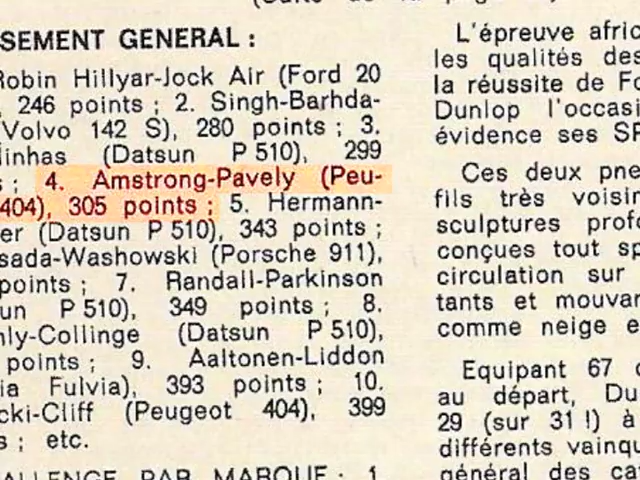 SEMENT GENERAL :
Robin Hillyar-Jock Air (Ford 20
, 246 points ; 2. Singh-Barhda-
Volvo 142 S), 280 points ; 3.
(Datsun P 510), 299
s ; 4. Amstrong-Pavely (Peu-
404), 305 points ; 5. Hermann-
er (Datsun P 510), 343 points ;
sada-Washowski (Porsche 911),
points ; 7. Randall-Parkinson
un P 510), 349 points ; 8.
nly-Collinge (Datsun P 510),
points ; 9. Aaltonen-Liddon
ia Fulvia), 393 points ; 10.
cki-Cliff (Peugeot 404), 399
s ; etc.
PAR MARQUE : 1.
L'épreuve afric
les qualités des
la réussite de Fo
Dunlop l'occasi
évidence ses SP
Ces deux pne
fils très voisin
sculptures profo
conçues tout sp
circulation sur
tants et mouvan
comme neige e
Equipant 67 c
au départ, Du
29 (sur 31 !) à
différents vainqu
général des cat